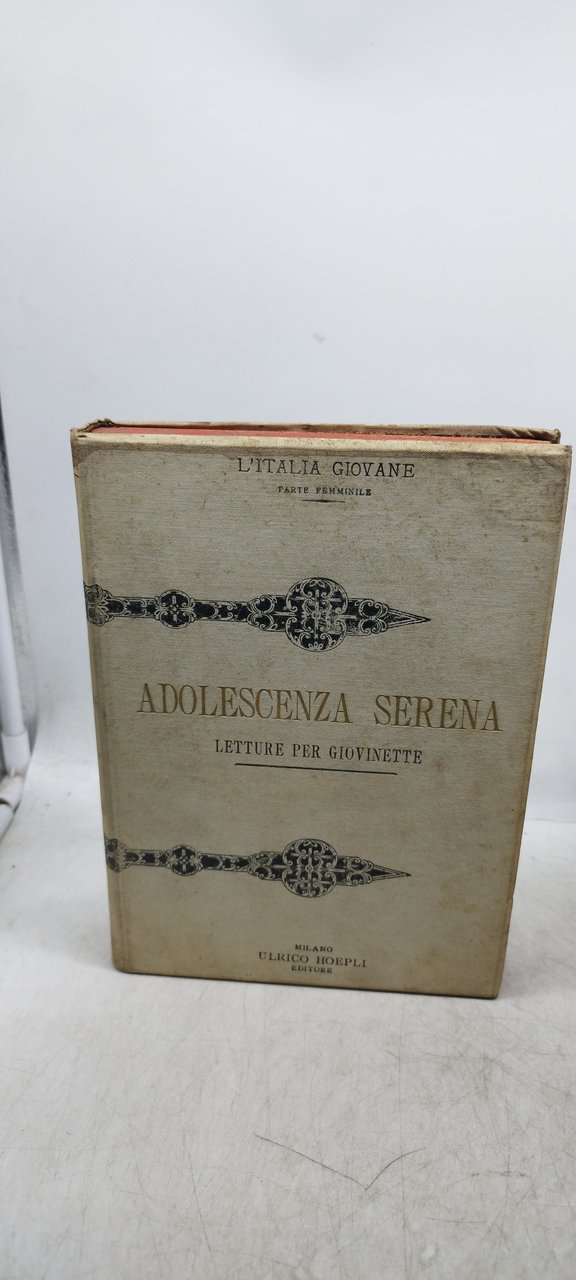 L'ITALIA GIOVANE
PARTE FEMMINILE
ADOLESCENZA SERENA
LETTURE PER GIOVINETTE
MILANO
ULRICO HOEPLI
EDITORE